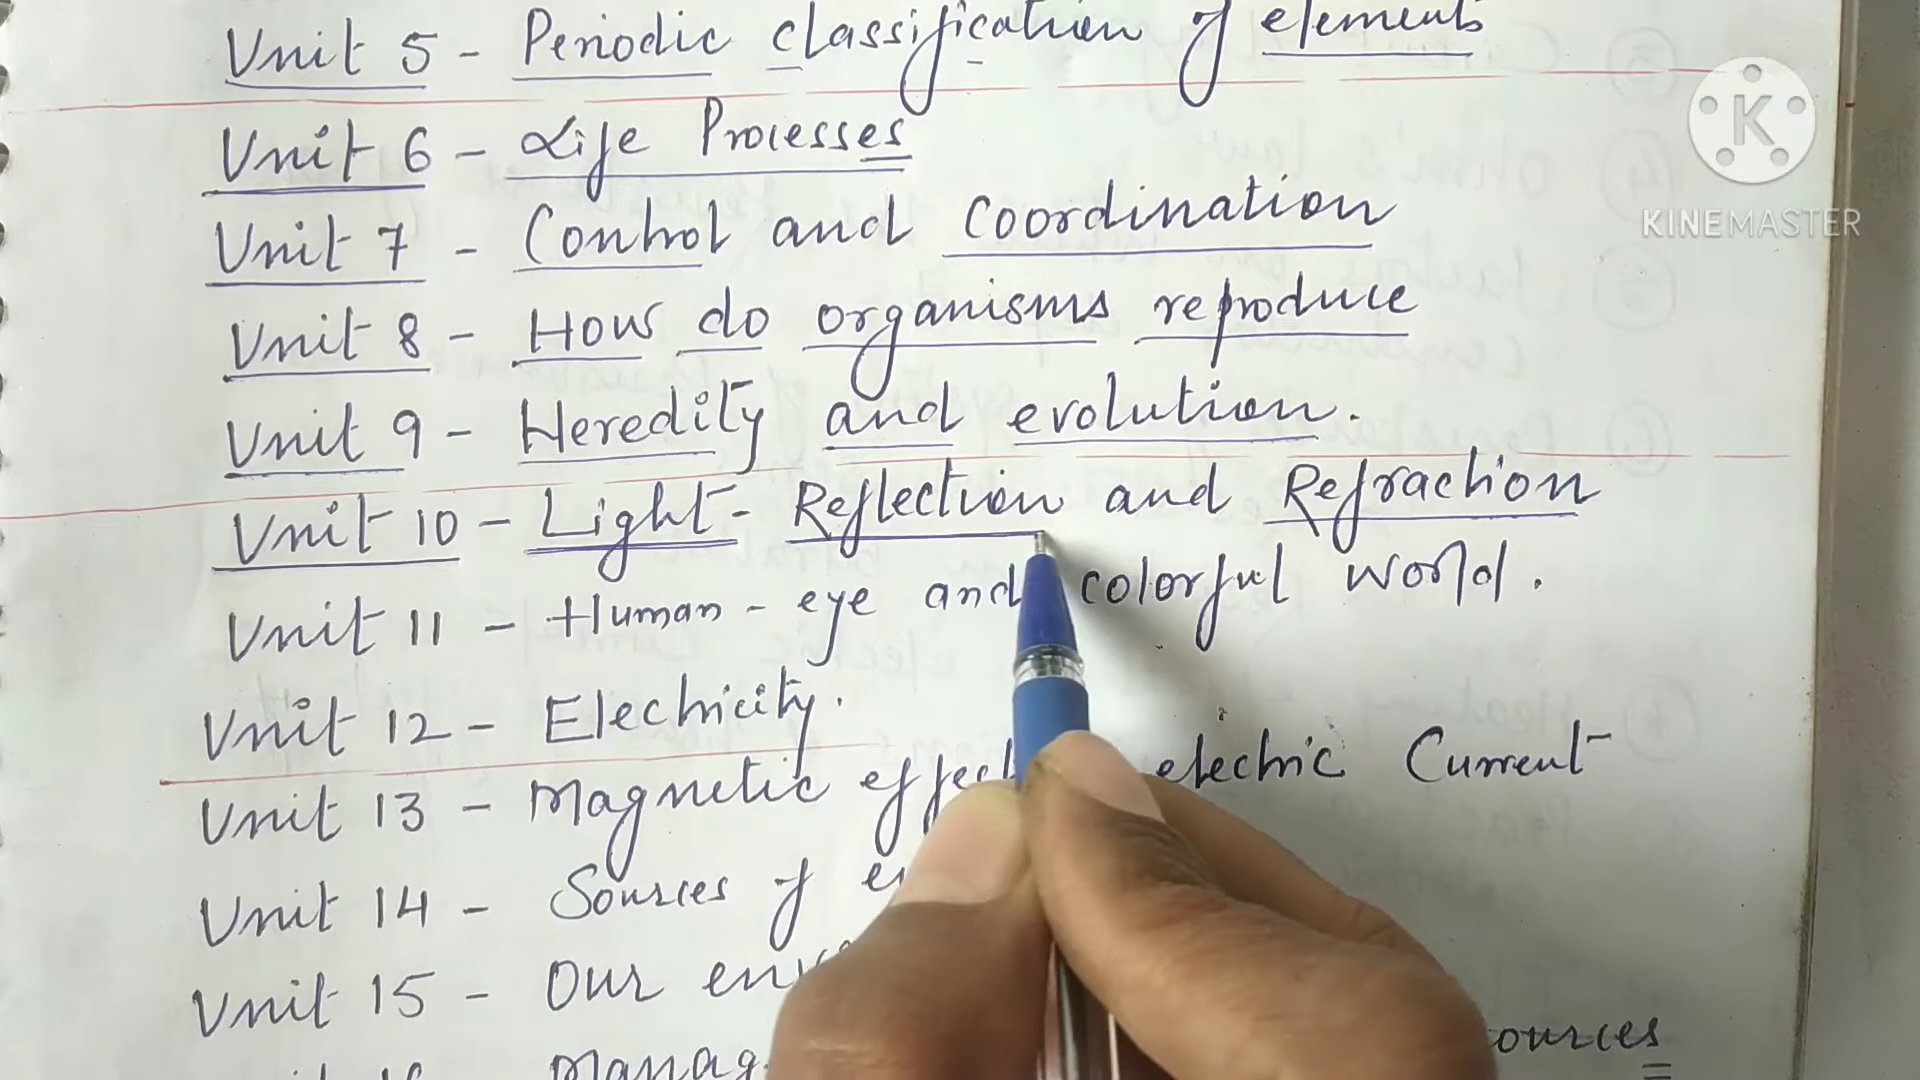 Unit 5 - Periodic classification of elements
Unit 6 - Life Processes
Unit 7 - Control and coordination
Unit 8 - How do organisms reproduce
Unit 9 - Heredity and evolution.
Unit 10 - Light - Reflection and Refraction
Unit 11 - Human - eye and colorful world.
Unit 12 - Electricity.
Unit 13 - Magnetic effect electric Current
Unit 14 - Sources of
Unit 15 - Our
K
KINEMASTER